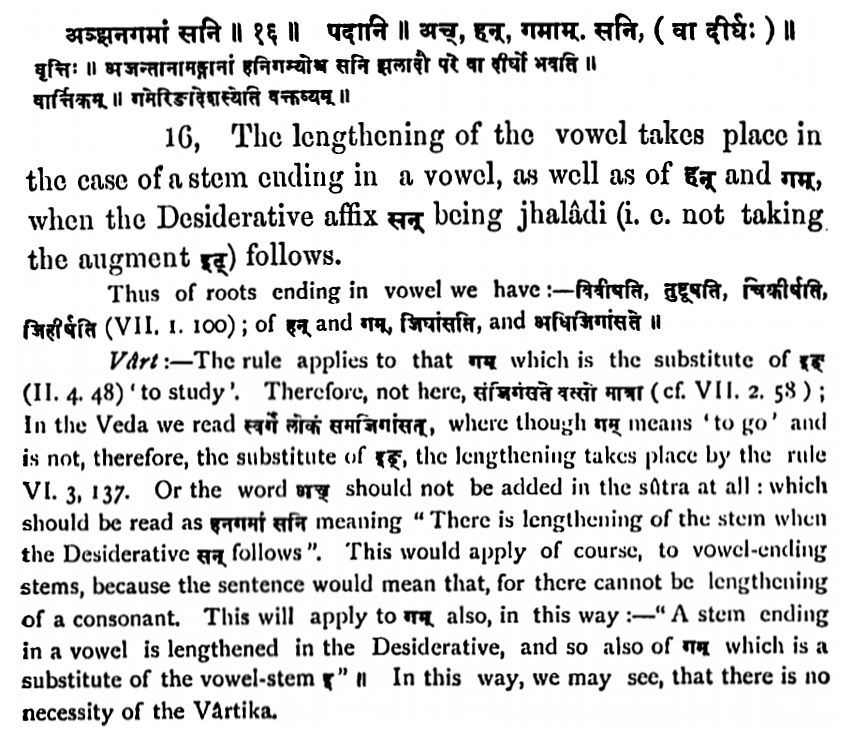 अज्झनगमां सनि ॥ १६ ॥ पदानि ॥ अच्, हन्, गमाम्. सनि, ( वा दीर्घः ) ॥
वृत्तिः ॥ अजन्तानामङ्गानां हनिगम्योश्च सनि झलादौ परे वा दीर्घो भवति ॥
वार्त्तिकम् ॥ गमेरिङादेशस्येति वक्तव्यम् ॥
16, The lengthening of the vowel takes place in
the case of a stem ending in a vowel, as well as of हन् and गम्,
when the Desiderative affix सन् being jhalâdi (i. e. not taking
the augment इट्) follows.
Thus of roots ending in vowel we have :—विवीषति, तुष्टूषति, चिकीर्षति,
जिहीर्षति (VII. 1. 100) ; of हन् and गम्, जिघांसति, and अधिजिगांसते ॥
Vârt :—The rule applies to that गम् which is the substitute of इङ्
(II. 4. 48) ‘ to study ’. Therefore, not here, संजिगंसते वत्सो मात्रा (cf. VII. 2. 58 ) ;
In the Veda we read स्वर्गे लोकं समजिगांसत्, where though गम् means ‘ to go ’ and
is not, therefore, the substitute of इङ्, the lengthening takes place by the rule
VI. 3, 137. Or the word अच् should not be added in the sûtra at all : which
should be read as हनगमां सनि meaning “ There is lengthening of the stem when
the Desiderative सन् follows ”. This would apply of course, to vowel-ending
stems, because the sentence would mean that, for there cannot be lengthening
of a consonant. This will apply to गम् also, in this way :—“ A stem ending
in a vowel is lengthened in the Desiderative, and so also of गम् which is a
substitute of the vowel-stem इ ” ॥ In this way, we may see, that there is no
necessity of the Vârtika.